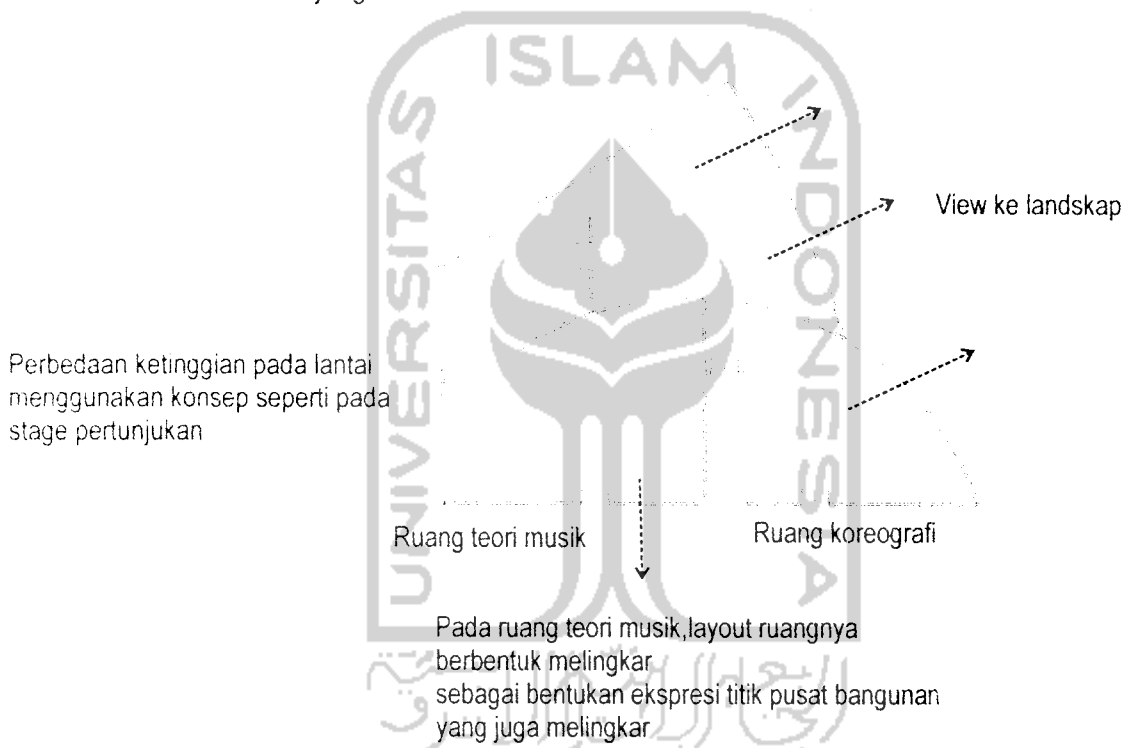 ISLAM
UNIVERSITAS
INDONESIA
View ke landskap
Perbedaan ketinggian pada lantai
menggunakan konsep seperti pada
stage pertunjukan
Ruang teori musik
Ruang koreografi
Pada ruang teori musik,layout ruangnya
berbentuk melingkar
sebagai bentukan ekspresi titik pusat bangunan
yang juga melingkar